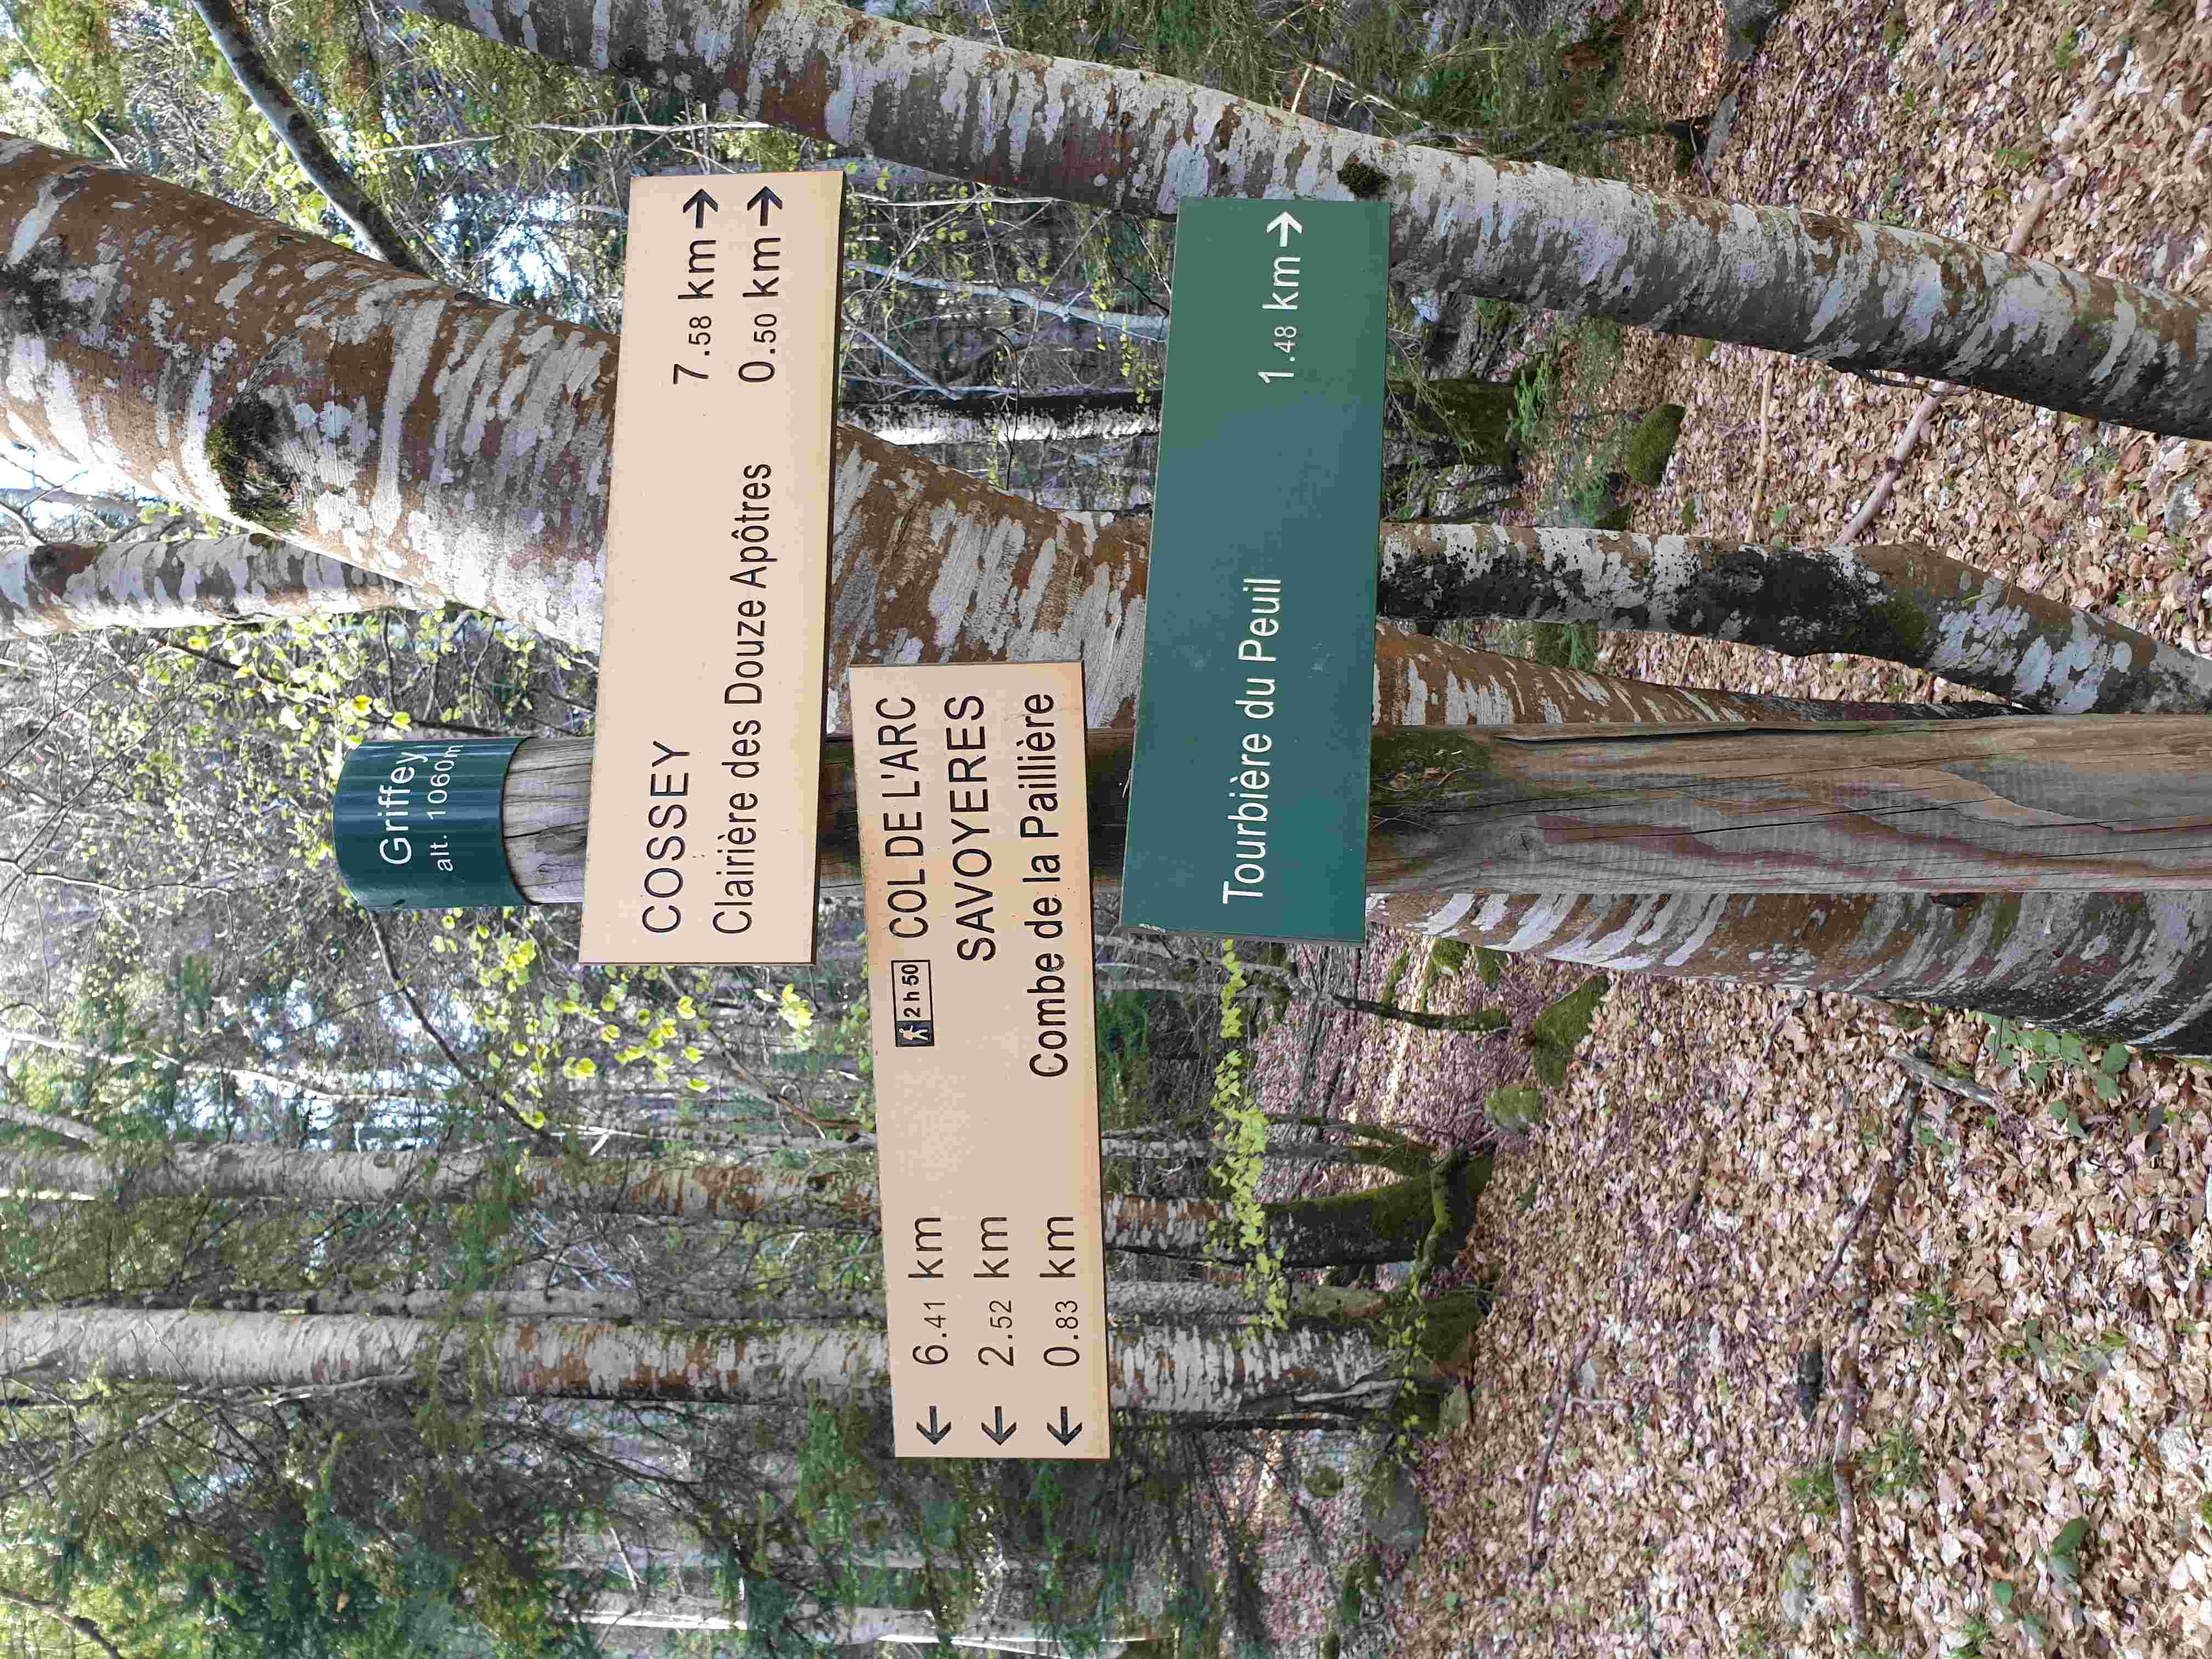 Griffey
alt. 1060m
COSSEY 7.58 km →
Clairière des Douze Apôtres 0.50 km →
← 6.41 km 2 h 50 COL DE L'ARC
← 2.52 km SAVOYERES
← 0.83 km Combe de la Paillière
Tourbière du Peuil 1.48 km →